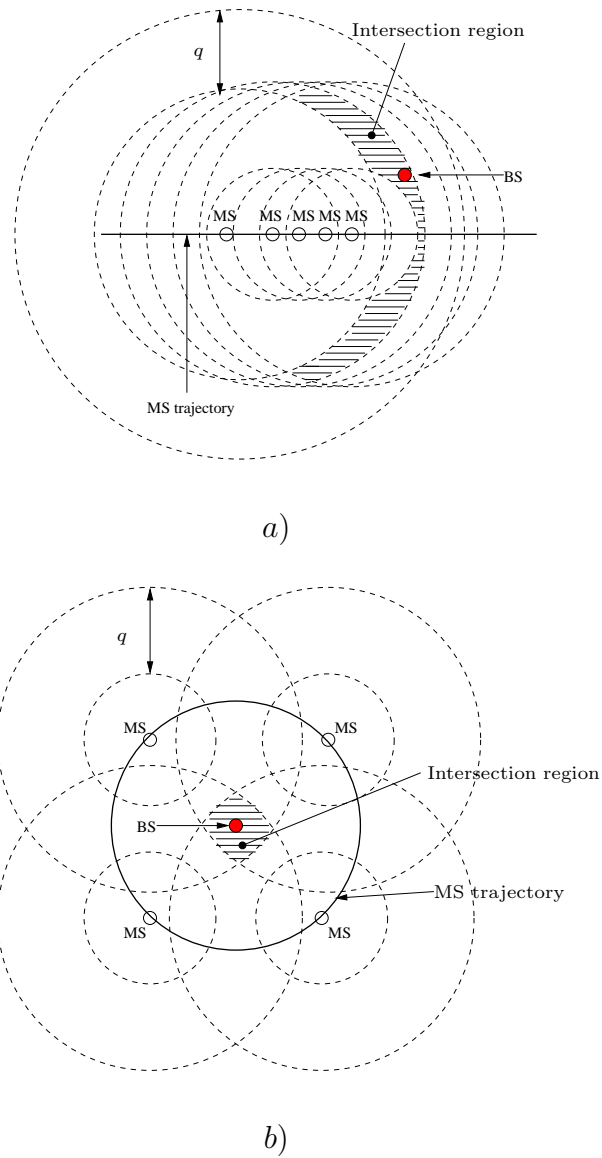 Intersection region
q
BS
MS MS MS MS MS
MS trajectory
a)
q
MS MS
Intersection region
BS
MS trajectory
MS MS
b)